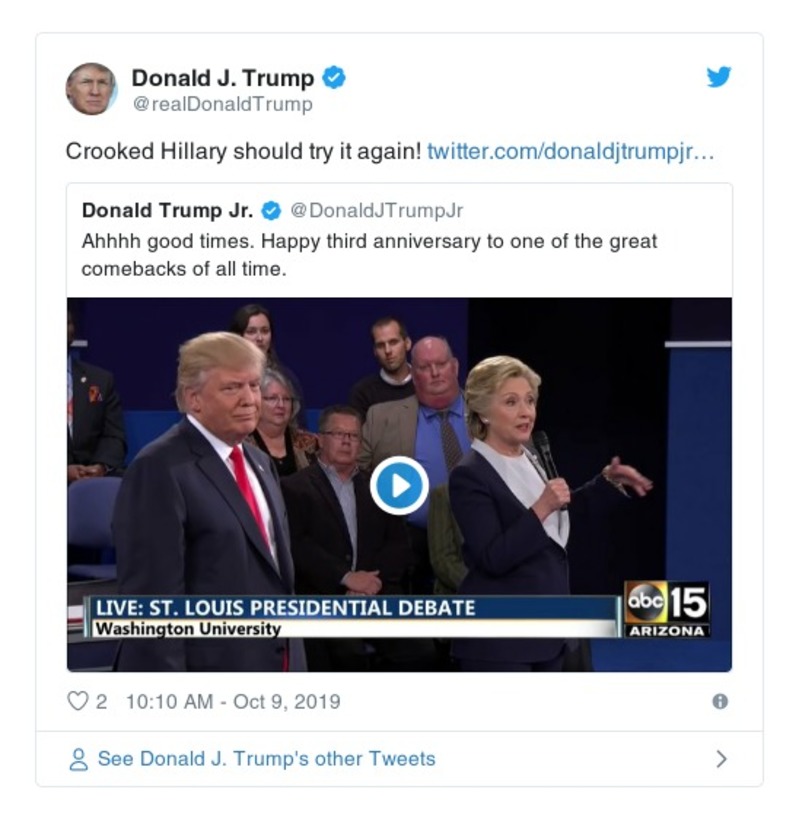 Donald J. Trump
@realDonaldTrump
Crooked Hillary should try it again! twitter.com/donaldjtrumpjr…
Donald Trump Jr. @DonaldJTrumpJr
Ahhhh good times. Happy third anniversary to one of the great
comebacks of all time.
LIVE: ST. LOUIS PRESIDENTIAL DEBATE
Washington University
abc 15
ARIZONA
2 10:10 AM - Oct 9, 2019
See Donald J. Trump's other Tweets